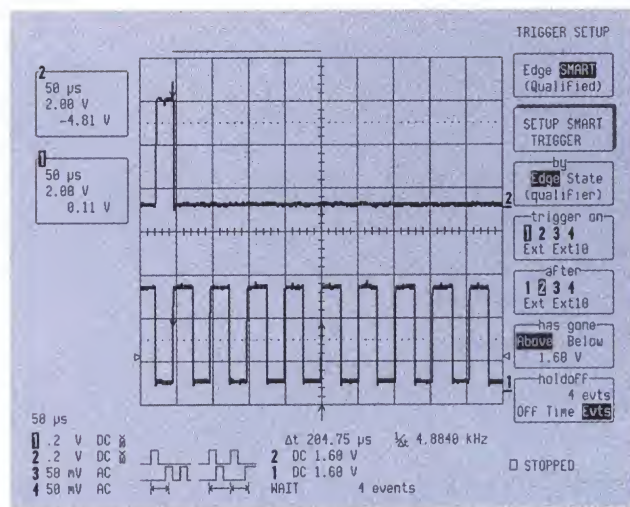 TRIGGER SETUP
2
50 µs
2.00 V
-4.81 V
1
50 µs
2.00 V
0.11 V
Edge SMART
(Qualified)
SETUP SMART
TRIGGER
by
Edge State
(qualifier)
trigger on
1 2 3 4
Ext Ext10
after
1 2 3 4
Ext Ext10
has gone
Above Below
1.60 V
holdoff
4 evts
OFF Time Evts
2
1
50 µs
1 .2 V DC
2 .2 V DC
3 50 mV AC
4 50 mV AC
Δt 204.75 µs 1/Δt 4.8840 kHz
2 DC 1.60 V
1 DC 1.60 V
WAIT 4 events
STOPPED